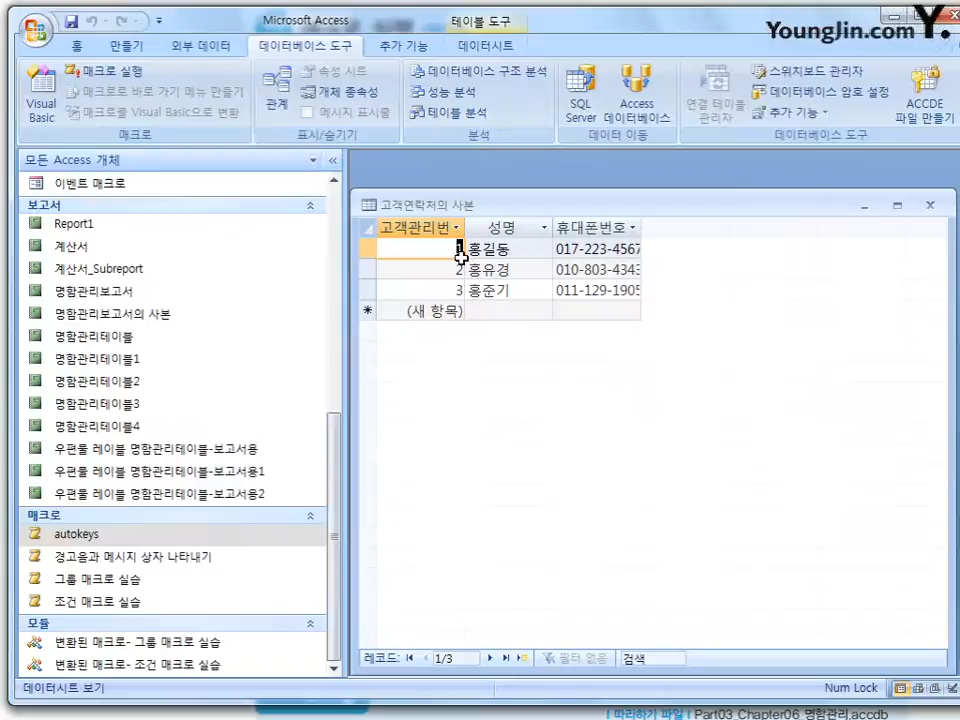 Microsoft Access
테이블 도구
YoungJin.com Y.
홈 만들기 외부 데이터 데이터베이스 도구 추가 기능 데이터시트
Visual Basic
매크로 실행
매크로로 바로 가기 메뉴 만들기
매크로를 Visual Basic으로 변환
매크로
관계
속성 시트
개체 종속성
메시지 표시줄
표시/숨기기
데이터베이스 구조 분석
성능 분석
테이블 분석
분석
SQL Server
Access 데이터베이스
데이터 이동
연결 테이블 관리자
스위치보드 관리자
데이터베이스 암호 설정
추가 기능
ACCDE 파일 만들기
데이터베이스 도구
모든 Access 개체 «
이벤트 매크로
보고서
Report1
계산서
계산서_Subreport
명함관리보고서
명함관리보고서의 사본
명함관리테이블
명함관리테이블1
명함관리테이블2
명함관리테이블3
명함관리테이블4
우편물 레이블 명함관리테이블-보고서용
우편물 레이블 명함관리테이블-보고서용1
우편물 레이블 명함관리테이블-보고서용2
매크로
autokeys
경고음과 메시지 상자 나타내기
그룹 매크로 실습
조건 매크로 실습
모듈
변환된 매크로- 그룹 매크로 실습
변환된 매크로- 조건 매크로 실습
고객연락처의 사본
고객관리번 성명 휴대폰번호
1 홍길동 017-223-4567
2 홍유경 010-803-4343
3 홍준기 011-129-1905
* (새 항목)
레코드: 1/3 필터 없음 검색
데이터시트 보기
Num Lock
[ 따라하기 파일 ] Part03_Chapter06_명함관리.accdb